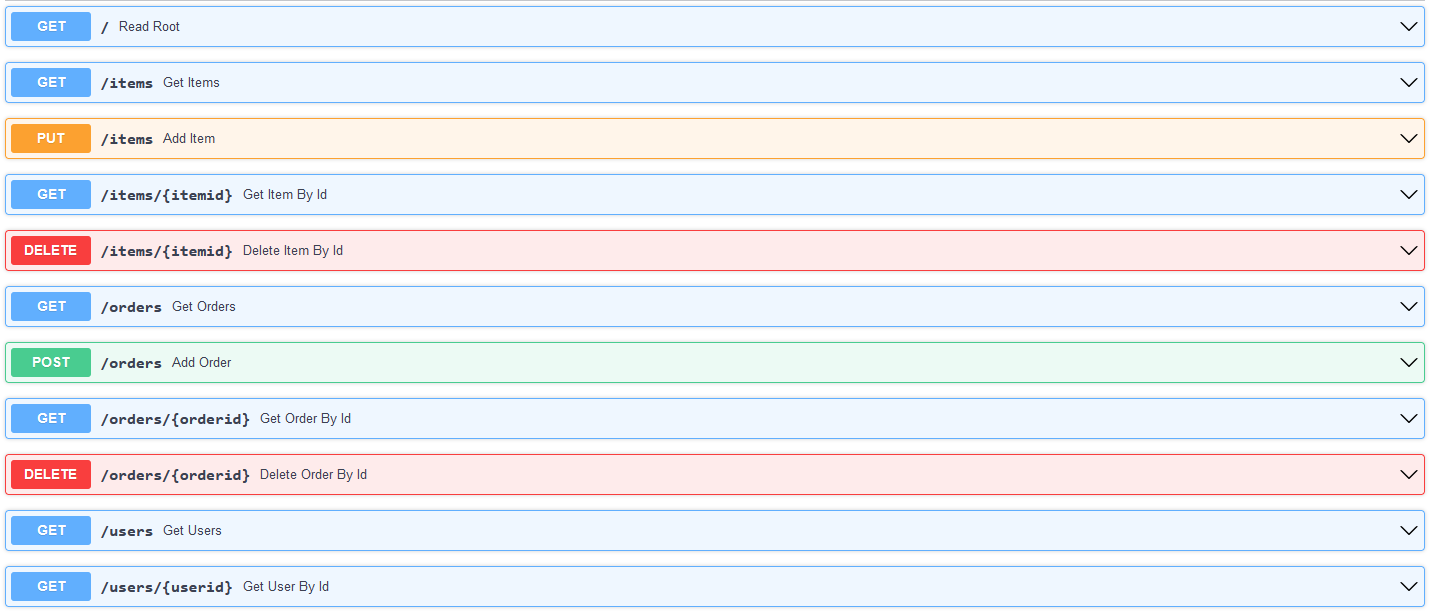 GET / Read Root
GET /items Get Items
PUT /items Add Item
GET /items/{itemid} Get Item By Id
DELETE /items/{itemid} Delete Item By Id
GET /orders Get Orders
POST /orders Add Order
GET /orders/{orderid} Get Order By Id
DELETE /orders/{orderid} Delete Order By Id
GET /users Get Users
GET /users/{userid} Get User By Id